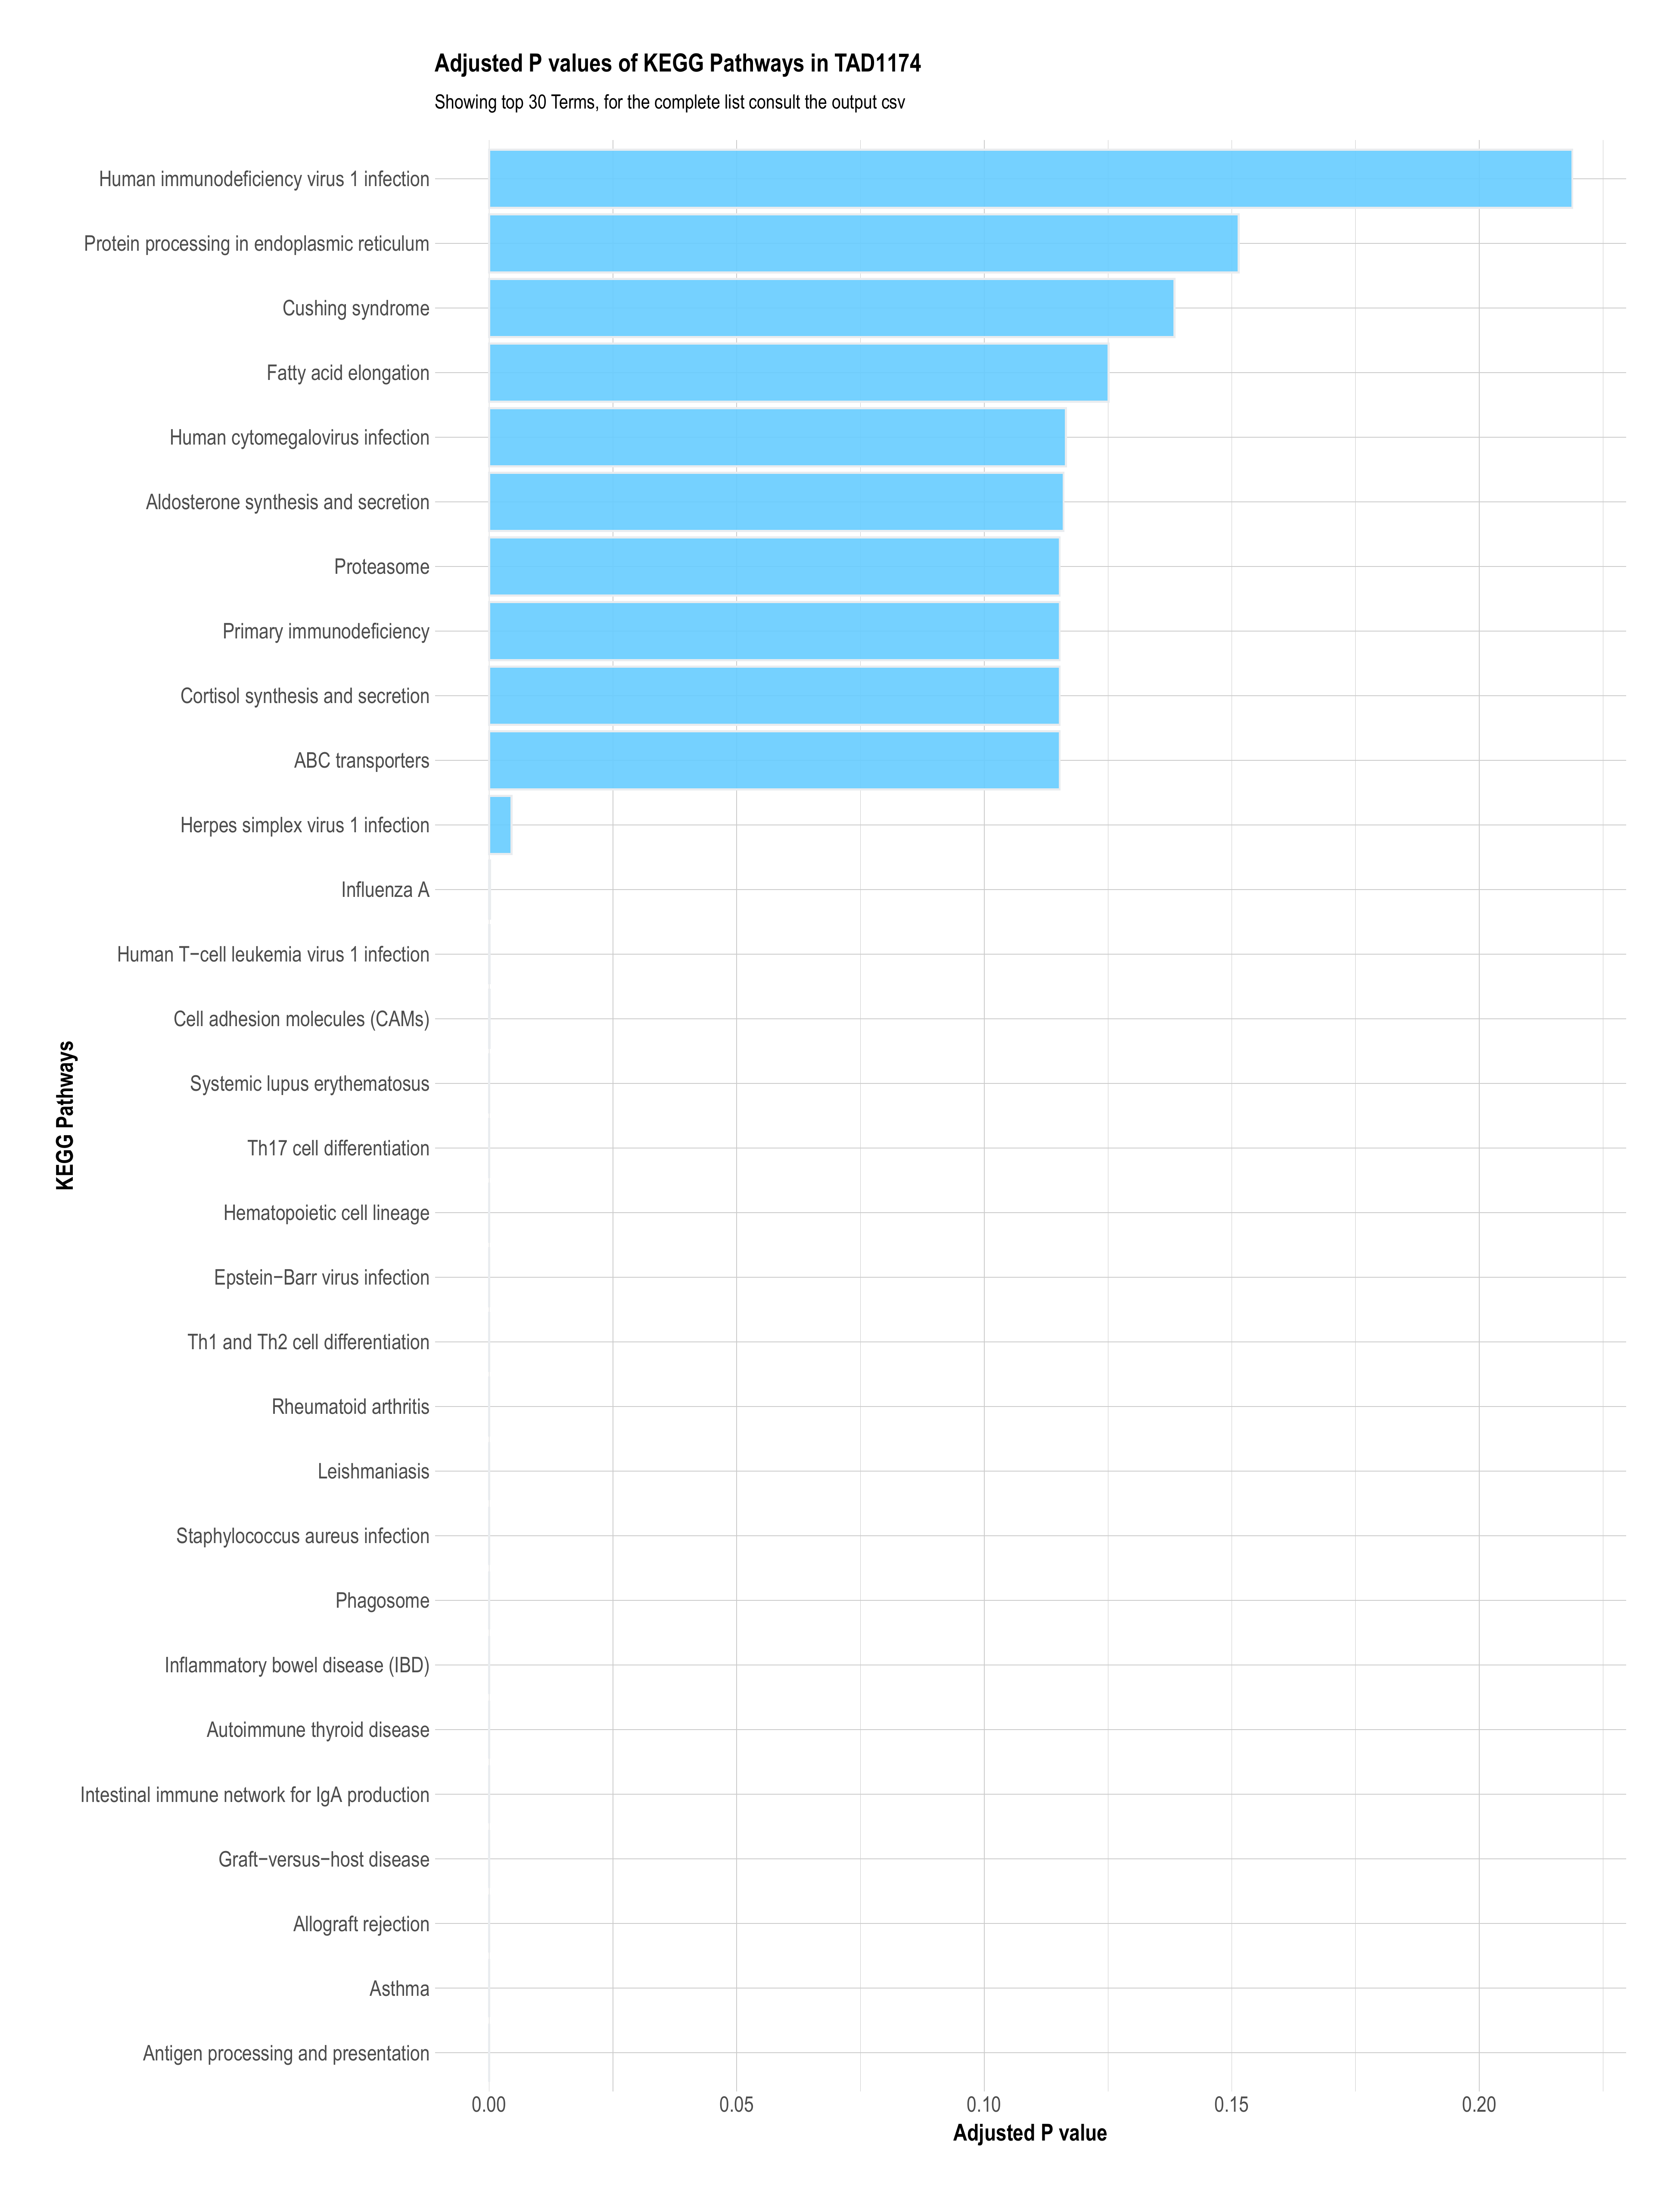 Adjusted P values of KEGG Pathways in TAD1174
Showing top 30 Terms, for the complete list consult the output csv
Human immunodeficiency virus 1 infection
Protein processing in endoplasmic reticulum
Cushing syndrome
Fatty acid elongation
Human cytomegalovirus infection
Aldosterone synthesis and secretion
Proteasome
Primary immunodeficiency
Cortisol synthesis and secretion
ABC transporters
Herpes simplex virus 1 infection
Influenza A
Human T−cell leukemia virus 1 infection
Cell adhesion molecules (CAMs)
Systemic lupus erythematosus
Th17 cell differentiation
Hematopoietic cell lineage
Epstein−Barr virus infection
Th1 and Th2 cell differentiation
Rheumatoid arthritis
Leishmaniasis
Staphylococcus aureus infection
Phagosome
Inflammatory bowel disease (IBD)
Autoimmune thyroid disease
Intestinal immune network for IgA production
Graft−versus−host disease
Allograft rejection
Asthma
Antigen processing and presentation
KEGG Pathways
0.00 0.05 0.10 0.15 0.20
Adjusted P value